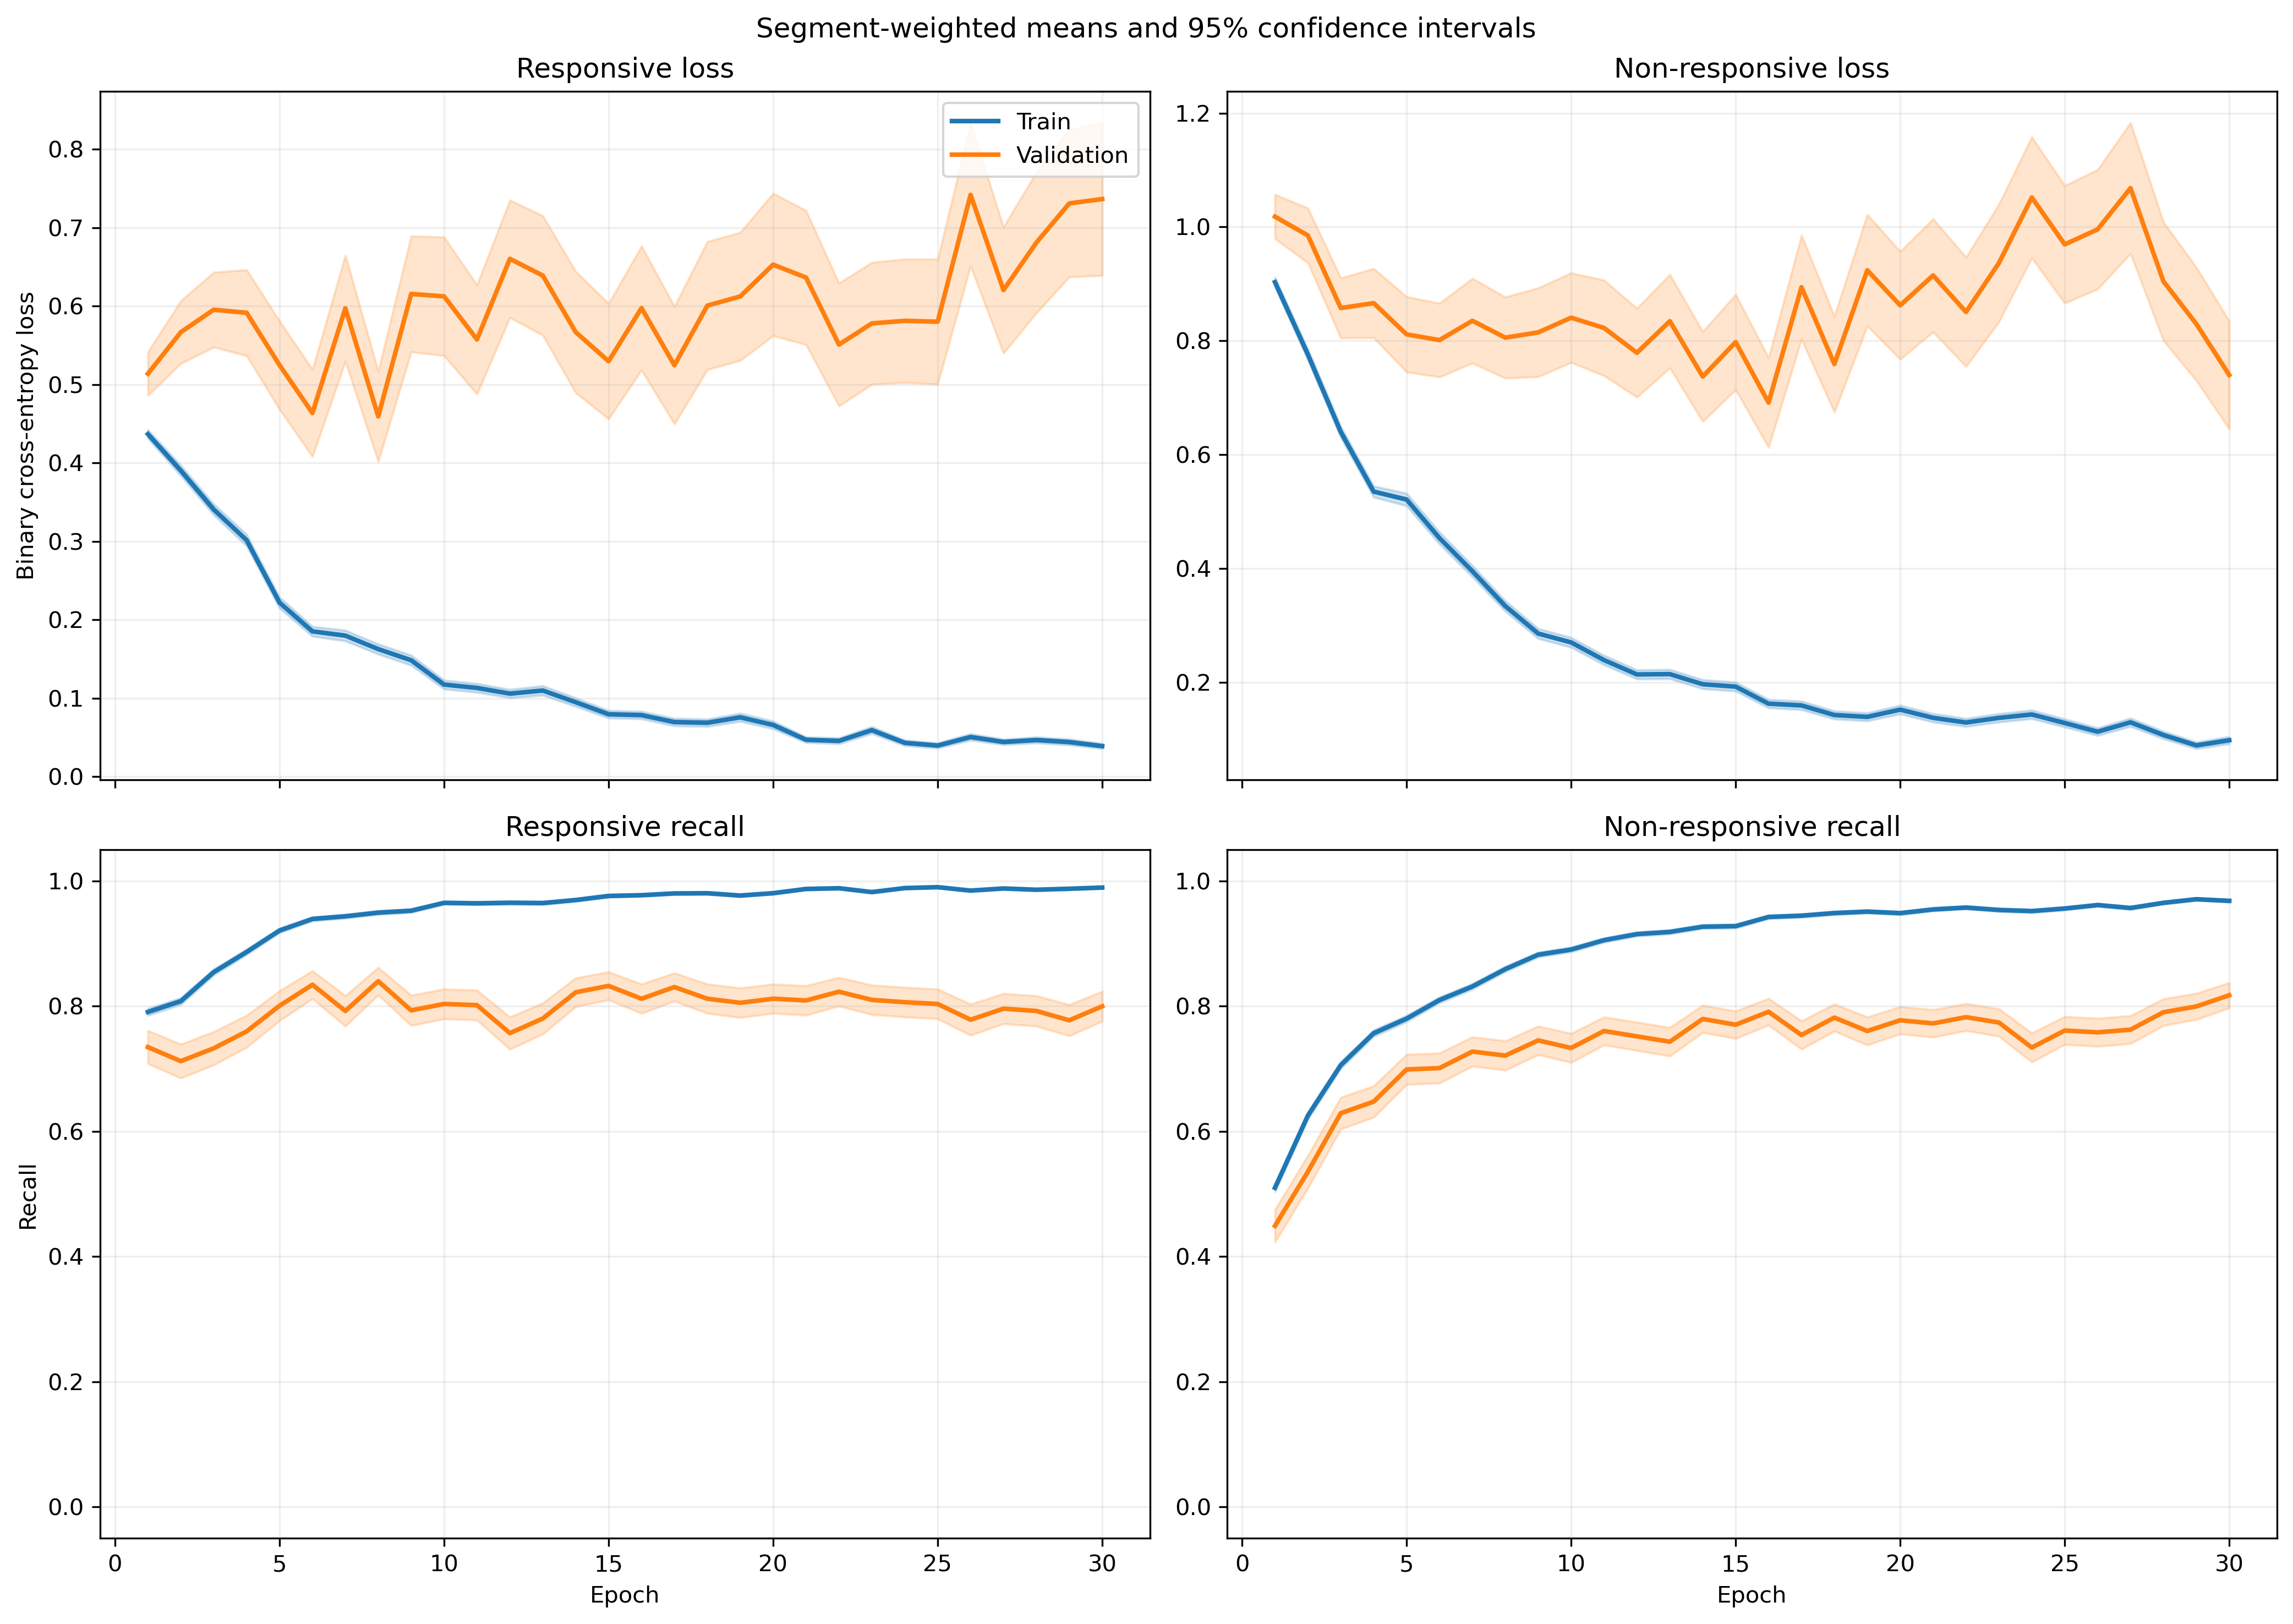 Segment-weighted means and 95% confidence intervals
Responsive loss
Non-responsive loss
Train
Validation
Binary cross-entropy loss
0.8
0.7
0.6
0.5
0.4
0.3
0.2
0.1
0.0
1.2
1.0
0.8
0.6
0.4
0.2
Responsive recall
Non-responsive recall
Recall
1.0
0.8
0.6
0.4
0.2
0.0
0 5 10 15 20 25 30
Epoch
1.0
0.8
0.6
0.4
0.2
0.0
0 5 10 15 20 25 30
Epoch